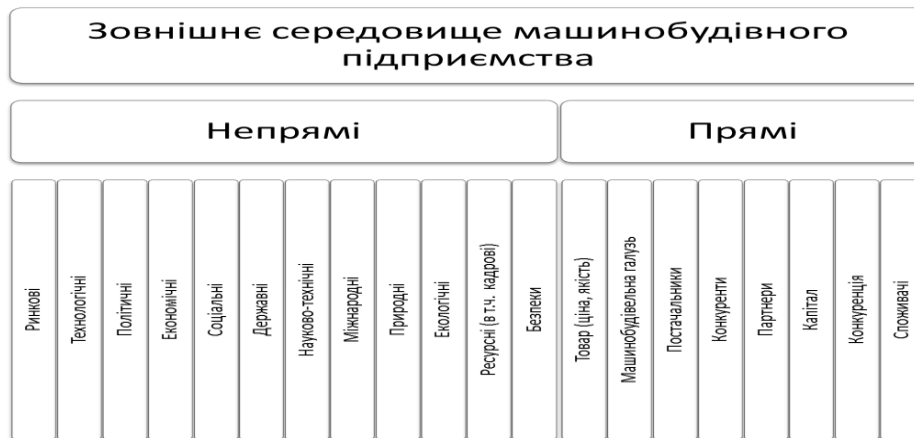 Зовнішнє середовище машинобудівного
підприємства
Непрямі
Прямі
Ринкові
Технологічні
Політичні
Економічні
Соціальні
Державні
Науково-технічні
Міжнародні
Природні
Екологічні
Ресурсні (в т.ч. кадрові)
Безпеки
Товар (ціна, якість)
Машинобудівельна галузь
Постачальники
Конкуренти
Партнери
Капітал
Конкуренція
Споживачі